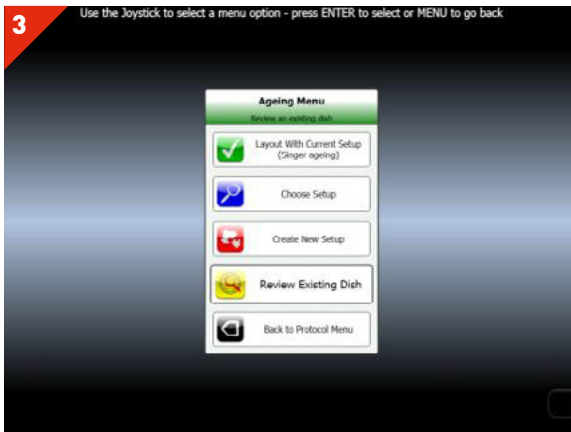 Use the Joystick to select a menu option - press ENTER to select or MENU to go back
3
Ageing Menu
Review an existing dish
Layout With Current Setup
(Singer ageing)
Choose Setup
Create New Setup
Review Existing Dish
Back to Protocol Menu